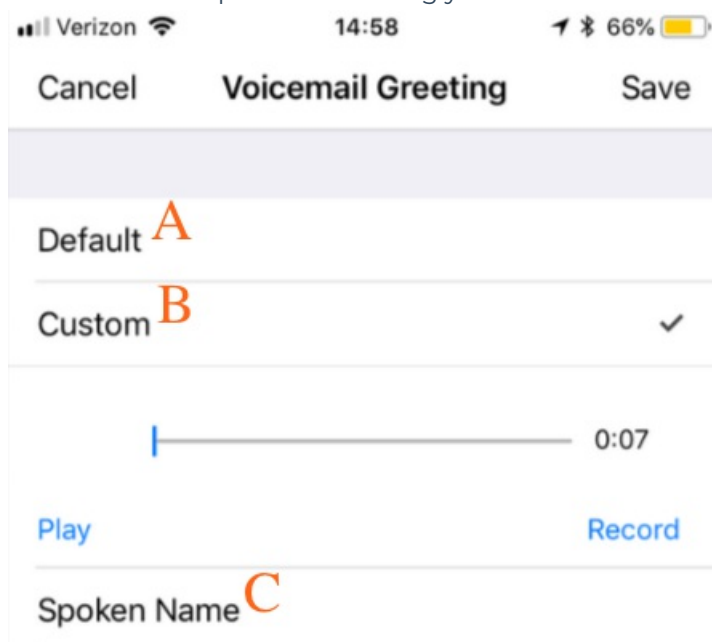 Verizon 14:58 66%
Cancel Voicemail Greeting Save
Default A
Custom B
0:07
Play Record
Spoken Name C